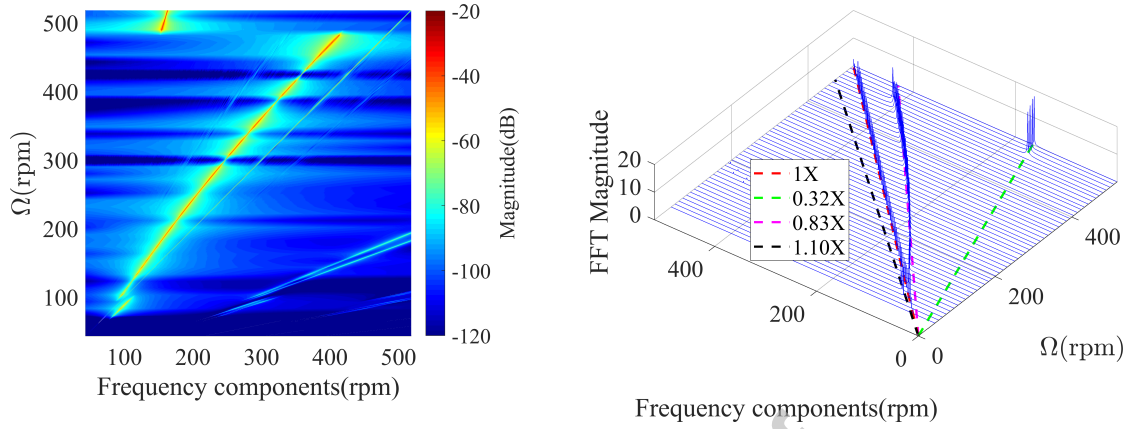 500
400
300
200
100
Ω(rpm)
100 200 300 400 500
Frequency components(rpm)
-20
-40
-60
-80
-100
-120
Magnitude(dB)
FFT Magnitude
20
10
0
1X
0.32X
0.83X
1.10X
400
200
0
0
200
400
Ω(rpm)
Frequency components(rpm)